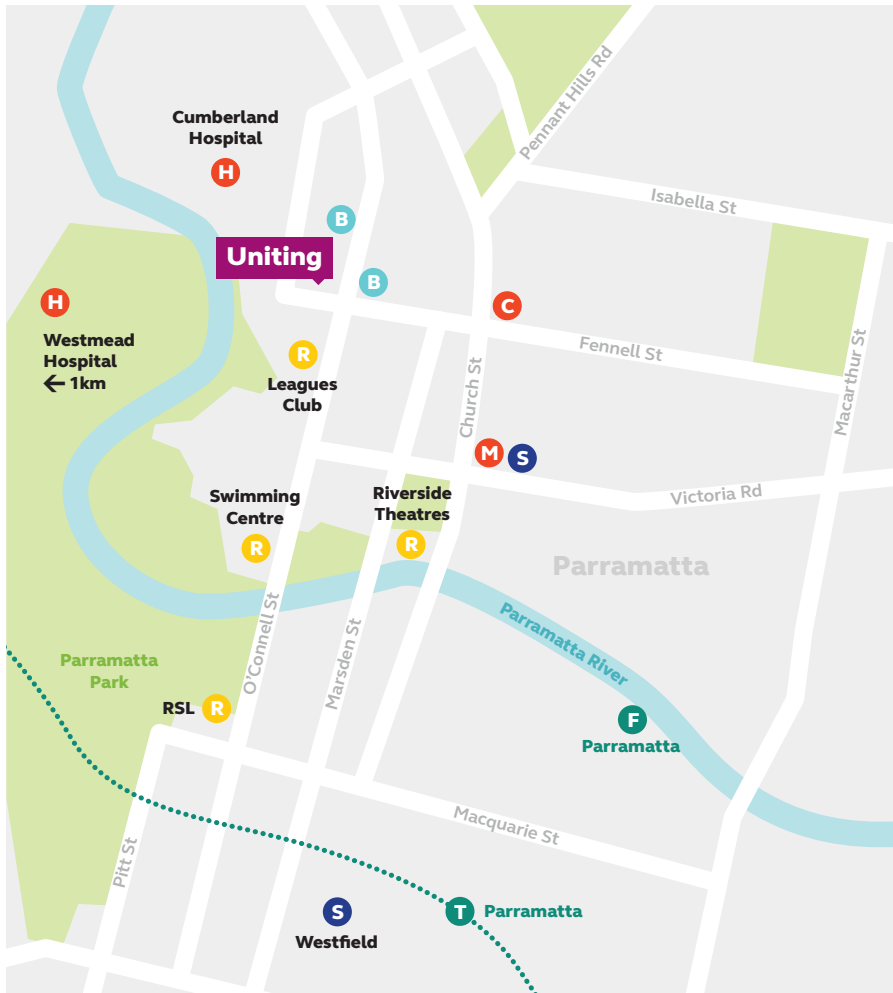 Pennant Hills Rd
Cumberland
Hospital
H
Isabella St
B
Uniting
B
H
C
Westmead
Hospital
1km
R
Leagues
Club
Fennell St
Macarthur St
Church St
M
S
Victoria Rd
Swimming
Centre
R
Riverside
Theatres
R
Parramatta
O'Connell St
Marsden St
Parramatta River
Parramatta
Park
RSL
R
F
Parramatta
Macquarie St
Pitt St
S
Westfield
T
Parramatta